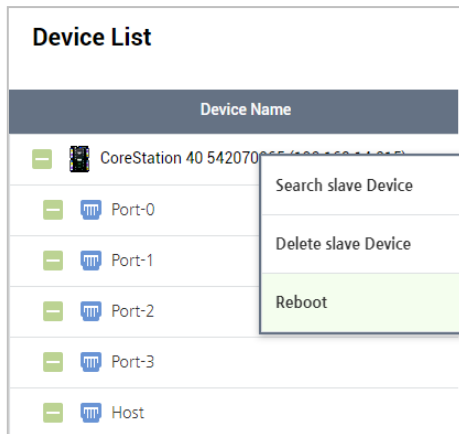 Device List
Device Name
CoreStation 40
Search slave Device
Port-0
Delete slave Device
Port-1
Reboot
Port-2
Port-3
Host